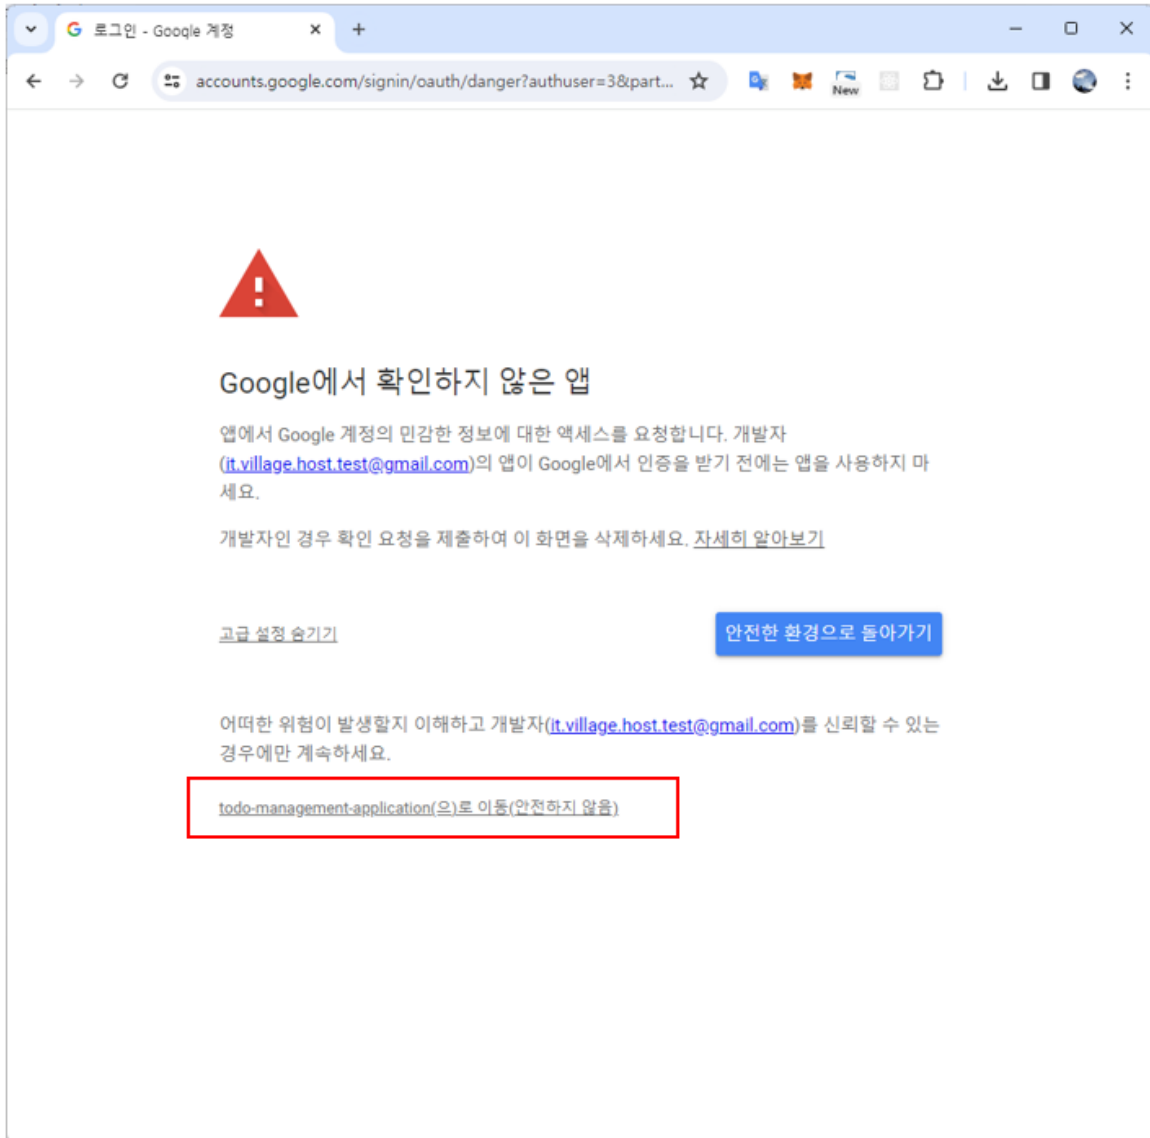 로그인 - Google 계정
accounts.google.com/signin/oauth/danger?authuser=3&part...
New
Google에서 확인하지 않은 앱
앱에서 Google 계정의 민감한 정보에 대한 액세스를 요청합니다. 개발자
(it.village.host.test@gmail.com)의 앱이 Google에서 인증을 받기 전에는 앱을 사용하지 마
세요.
개발자인 경우 확인 요청을 제출하여 이 화면을 삭제하세요. 자세히 알아보기
고급 설정 숨기기
안전한 환경으로 돌아가기
어떠한 위험이 발생할지 이해하고 개발자(it.village.host.test@gmail.com)를 신뢰할 수 있는
경우에만 계속하세요.
todo-management-application(으)로 이동(안전하지 않음)